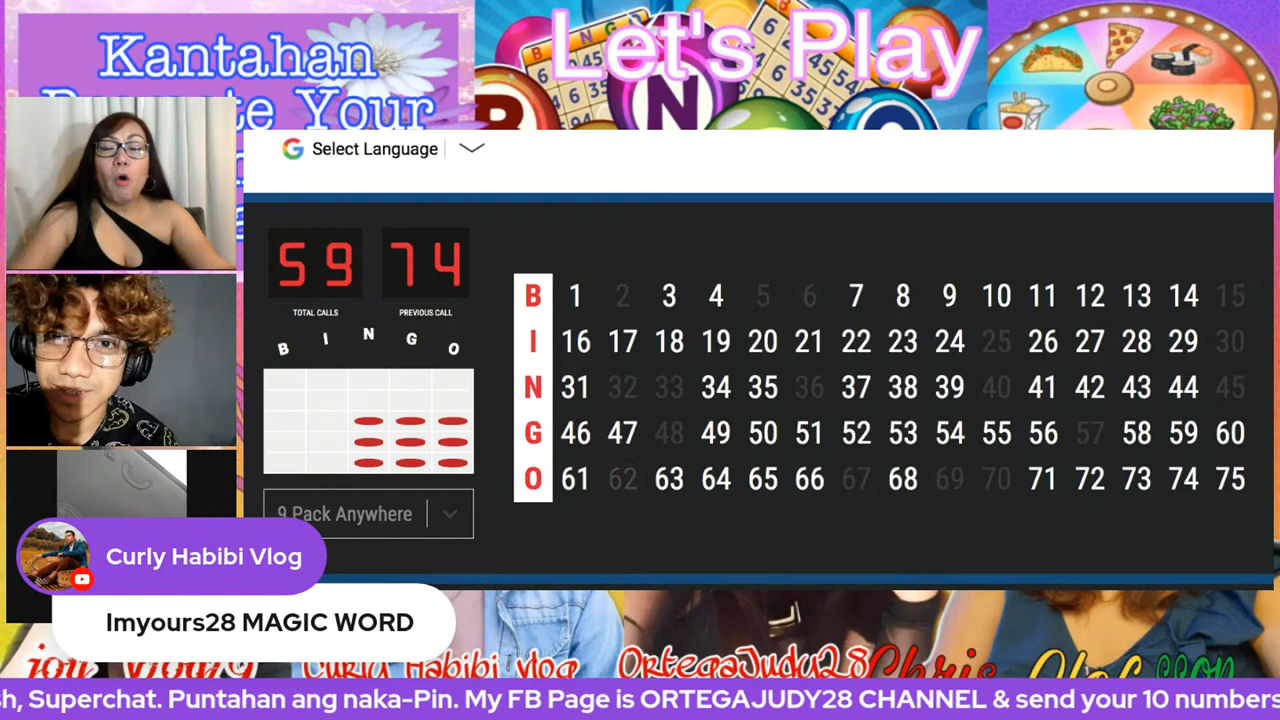 Kantahan
Let's Play
B I N G O
te Your
N
Select Language
59 74
TOTAL CALLS PREVIOUS CALL
B I N G O
9 Pack Anywhere
B 1 2 3 4 5 6 7 8 9 10 11 12 13 14 15
I 16 17 18 19 20 21 22 23 24 25 26 27 28 29 30
N 31 32 33 34 35 36 37 38 39 40 41 42 43 44 45
G 46 47 48 49 50 51 52 53 54 55 56 57 58 59 60
O 61 62 63 64 65 66 67 68 69 70 71 72 73 74 75
Curly Habibi Vlog
Imyours28 MAGIC WORD
Curly Habibi vlog
OrtegaJudy28
Chris
h, Superchat. Puntahan ang naka-Pin. My FB Page is ORTEGAJUDY28 CHANNEL & send your 10 numbers